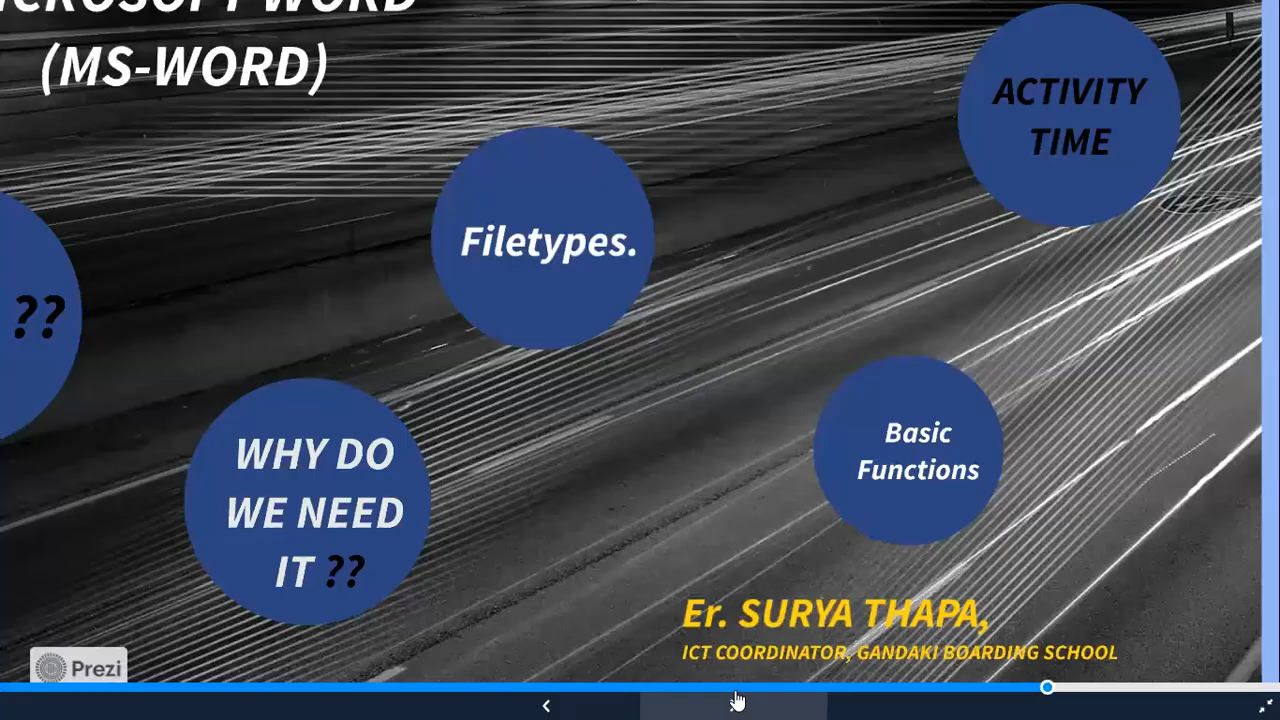 (MS-WORD)
ACTIVITY
TIME
Filetypes.
??
WHY DO
WE NEED
IT ??
Basic
Functions
Er. SURYA THAPA,
ICT COORDINATOR, GANDAKI BOARDING SCHOOL
Prezi